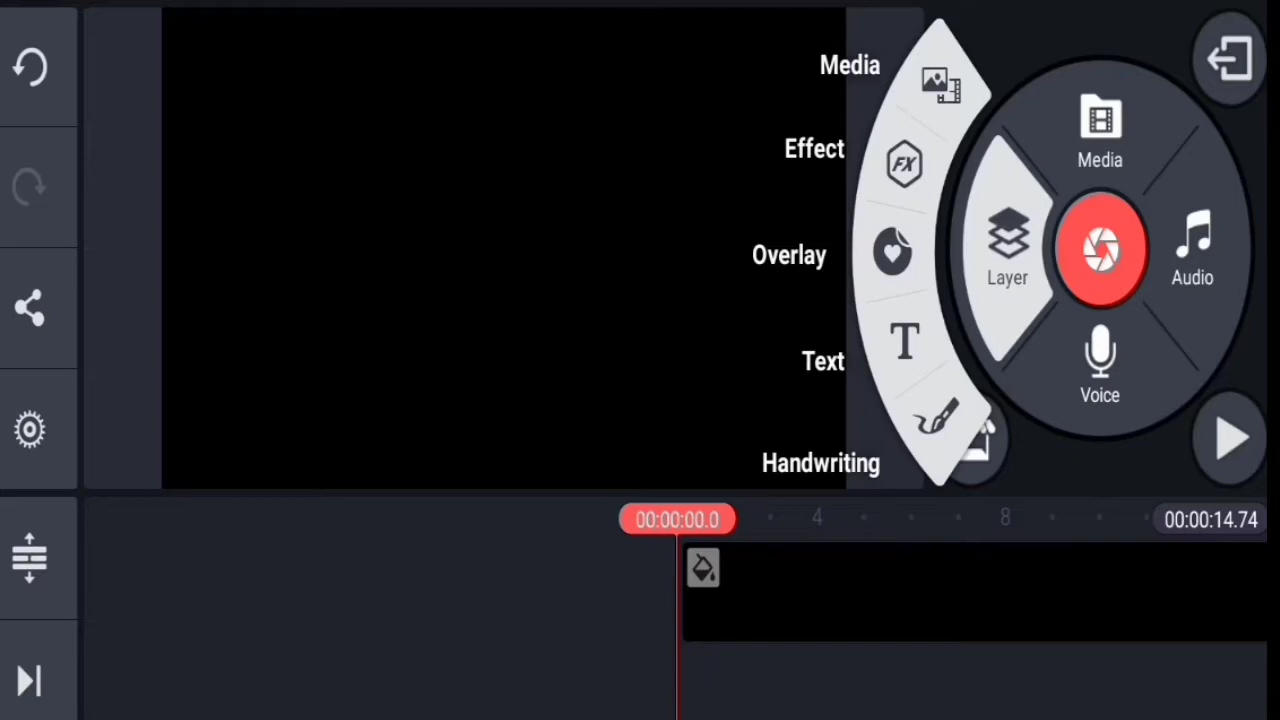 Media
Effect
Overlay
Text
Handwriting
FX
T
Media
Layer
Audio
Voice
00:00:00.0
4
8
00:00:14.74